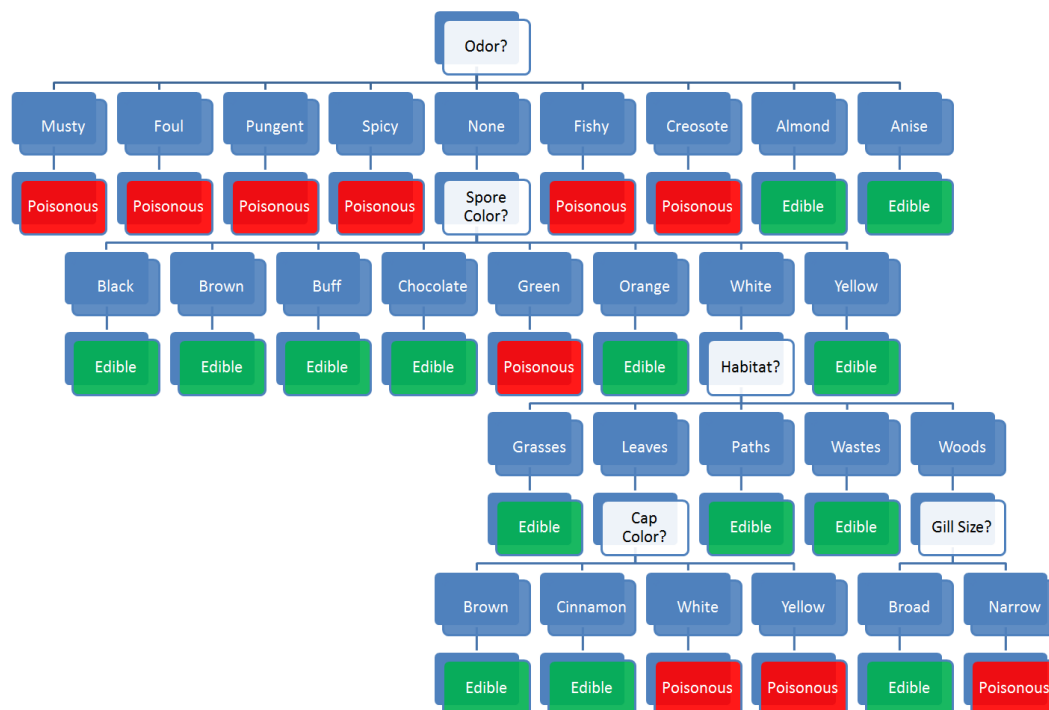 Odor?
Musty
Foul
Pungent
Spicy
None
Fishy
Creosote
Almond
Anise
Poisonous
Poisonous
Poisonous
Poisonous
Spore
Color?
Poisonous
Poisonous
Edible
Edible
Black
Brown
Buff
Chocolate
Green
Orange
White
Yellow
Edible
Edible
Edible
Edible
Poisonous
Edible
Habitat?
Edible
Grasses
Leaves
Paths
Wastes
Woods
Edible
Cap
Color?
Edible
Edible
Gill Size?
Brown
Cinnamon
White
Yellow
Broad
Narrow
Edible
Edible
Poisonous
Poisonous
Edible
Poisonous